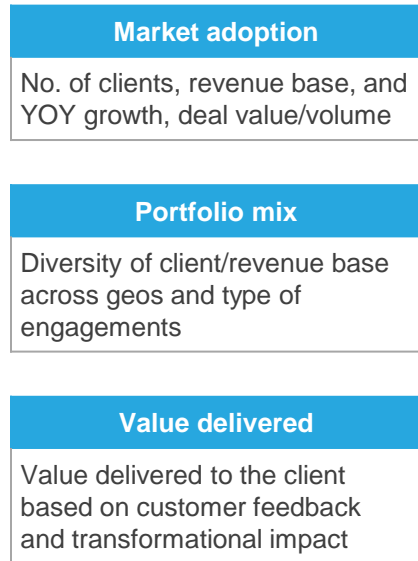 Market adoption
No. of clients, revenue base, and
YOY growth, deal value/volume
Portfolio mix
Diversity of client/revenue base
across geos and type of
engagements
Value delivered
Value delivered to the client
based on customer feedback
and transformational impact